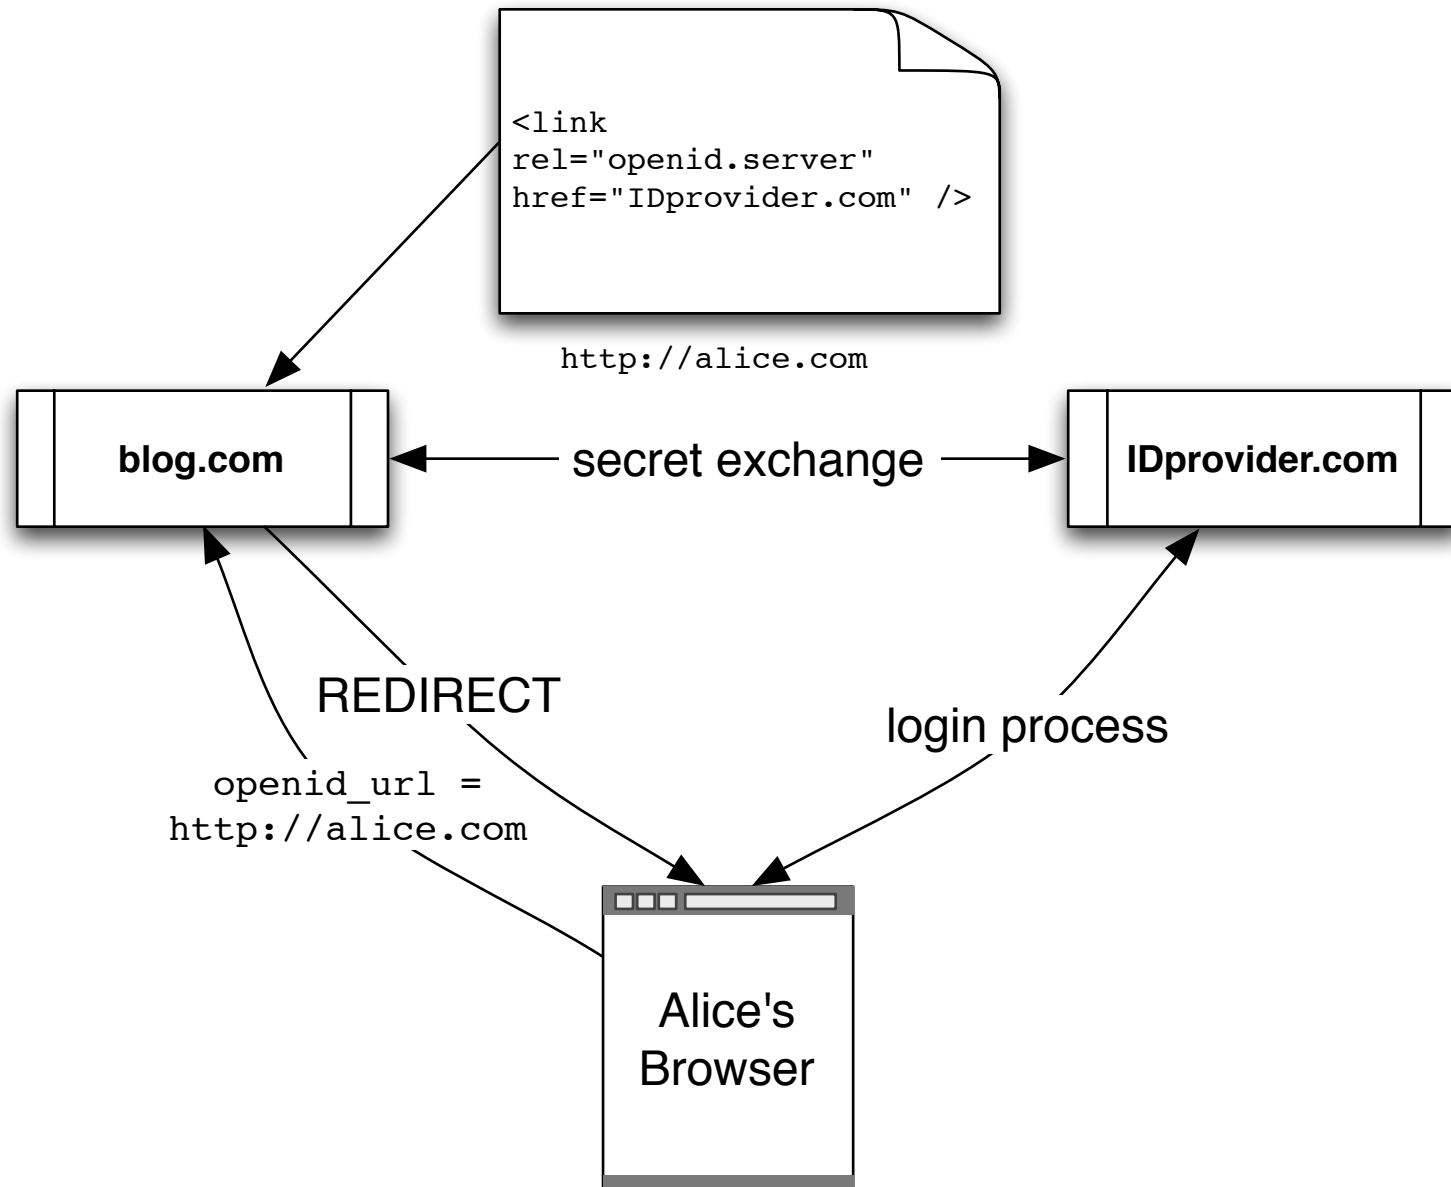 <link
rel="openid.server"
href="IDprovider.com" />
http://alice.com
blog.com
secret exchange
IDprovider.com
REDIRECT
login process
openid_url =
http://alice.com
Alice's
Browser